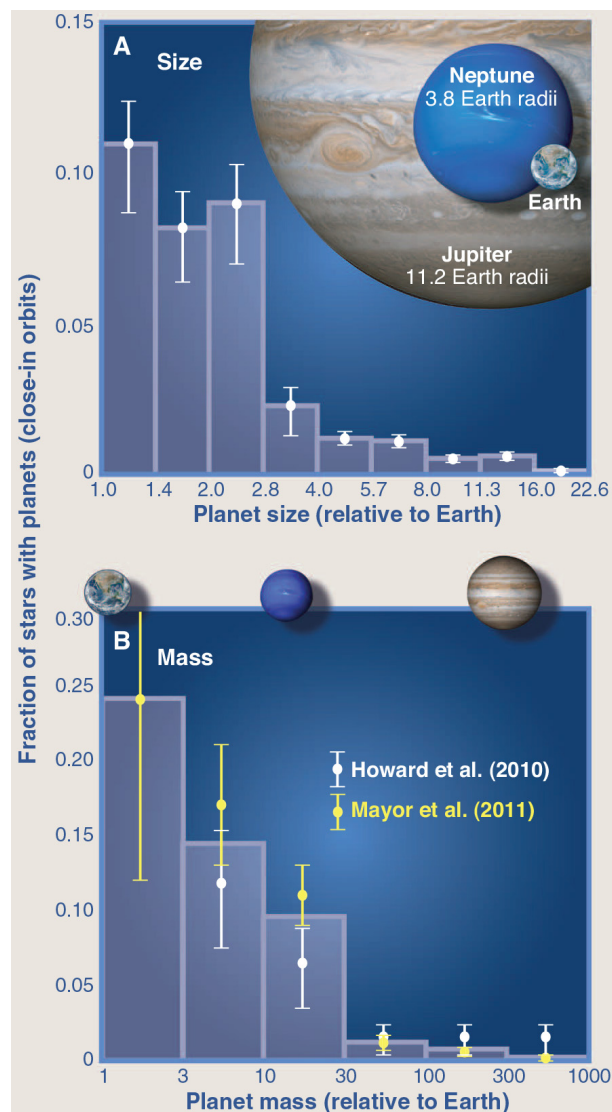 Fraction of stars with planets (close-in orbits)
A
Size
Neptune
3.8 Earth radii
Earth
Jupiter
11.2 Earth radii
0.15
0.10
0.05
0
1.0 1.4 2.0 2.8 4.0 5.7 8.0 11.3 16.0 22.6
Planet size (relative to Earth)
B
Mass
Howard et al. (2010)
Mayor et al. (2011)
0.30
0.25
0.20
0.15
0.10
0.05
0
1 3 10 30 100 300 1000
Planet mass (relative to Earth)